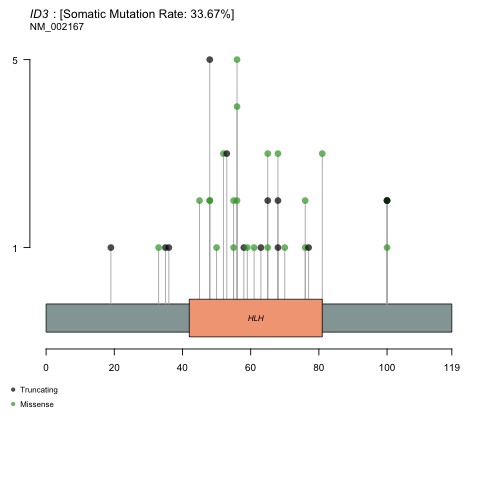 ID3 : [Somatic Mutation Rate: 33.67%]
NM_002167
5
1
HLH
0 20 40 60 80 100 119
Truncating
Missense